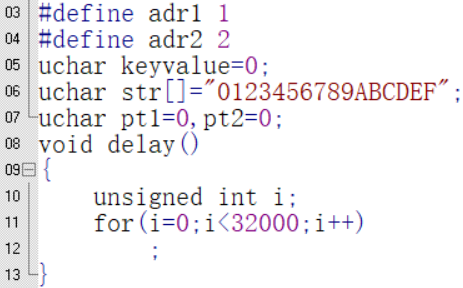 03 #define adr1 1
04 #define adr2 2
05 uchar keyvalue=0;
06 uchar str[]="0123456789ABCDEF";
07 uchar pt1=0,pt2=0;
08 void delay()
09 {
10     unsigned int i;
11     for(i=0;i<32000;i++)
12         ;
13 }